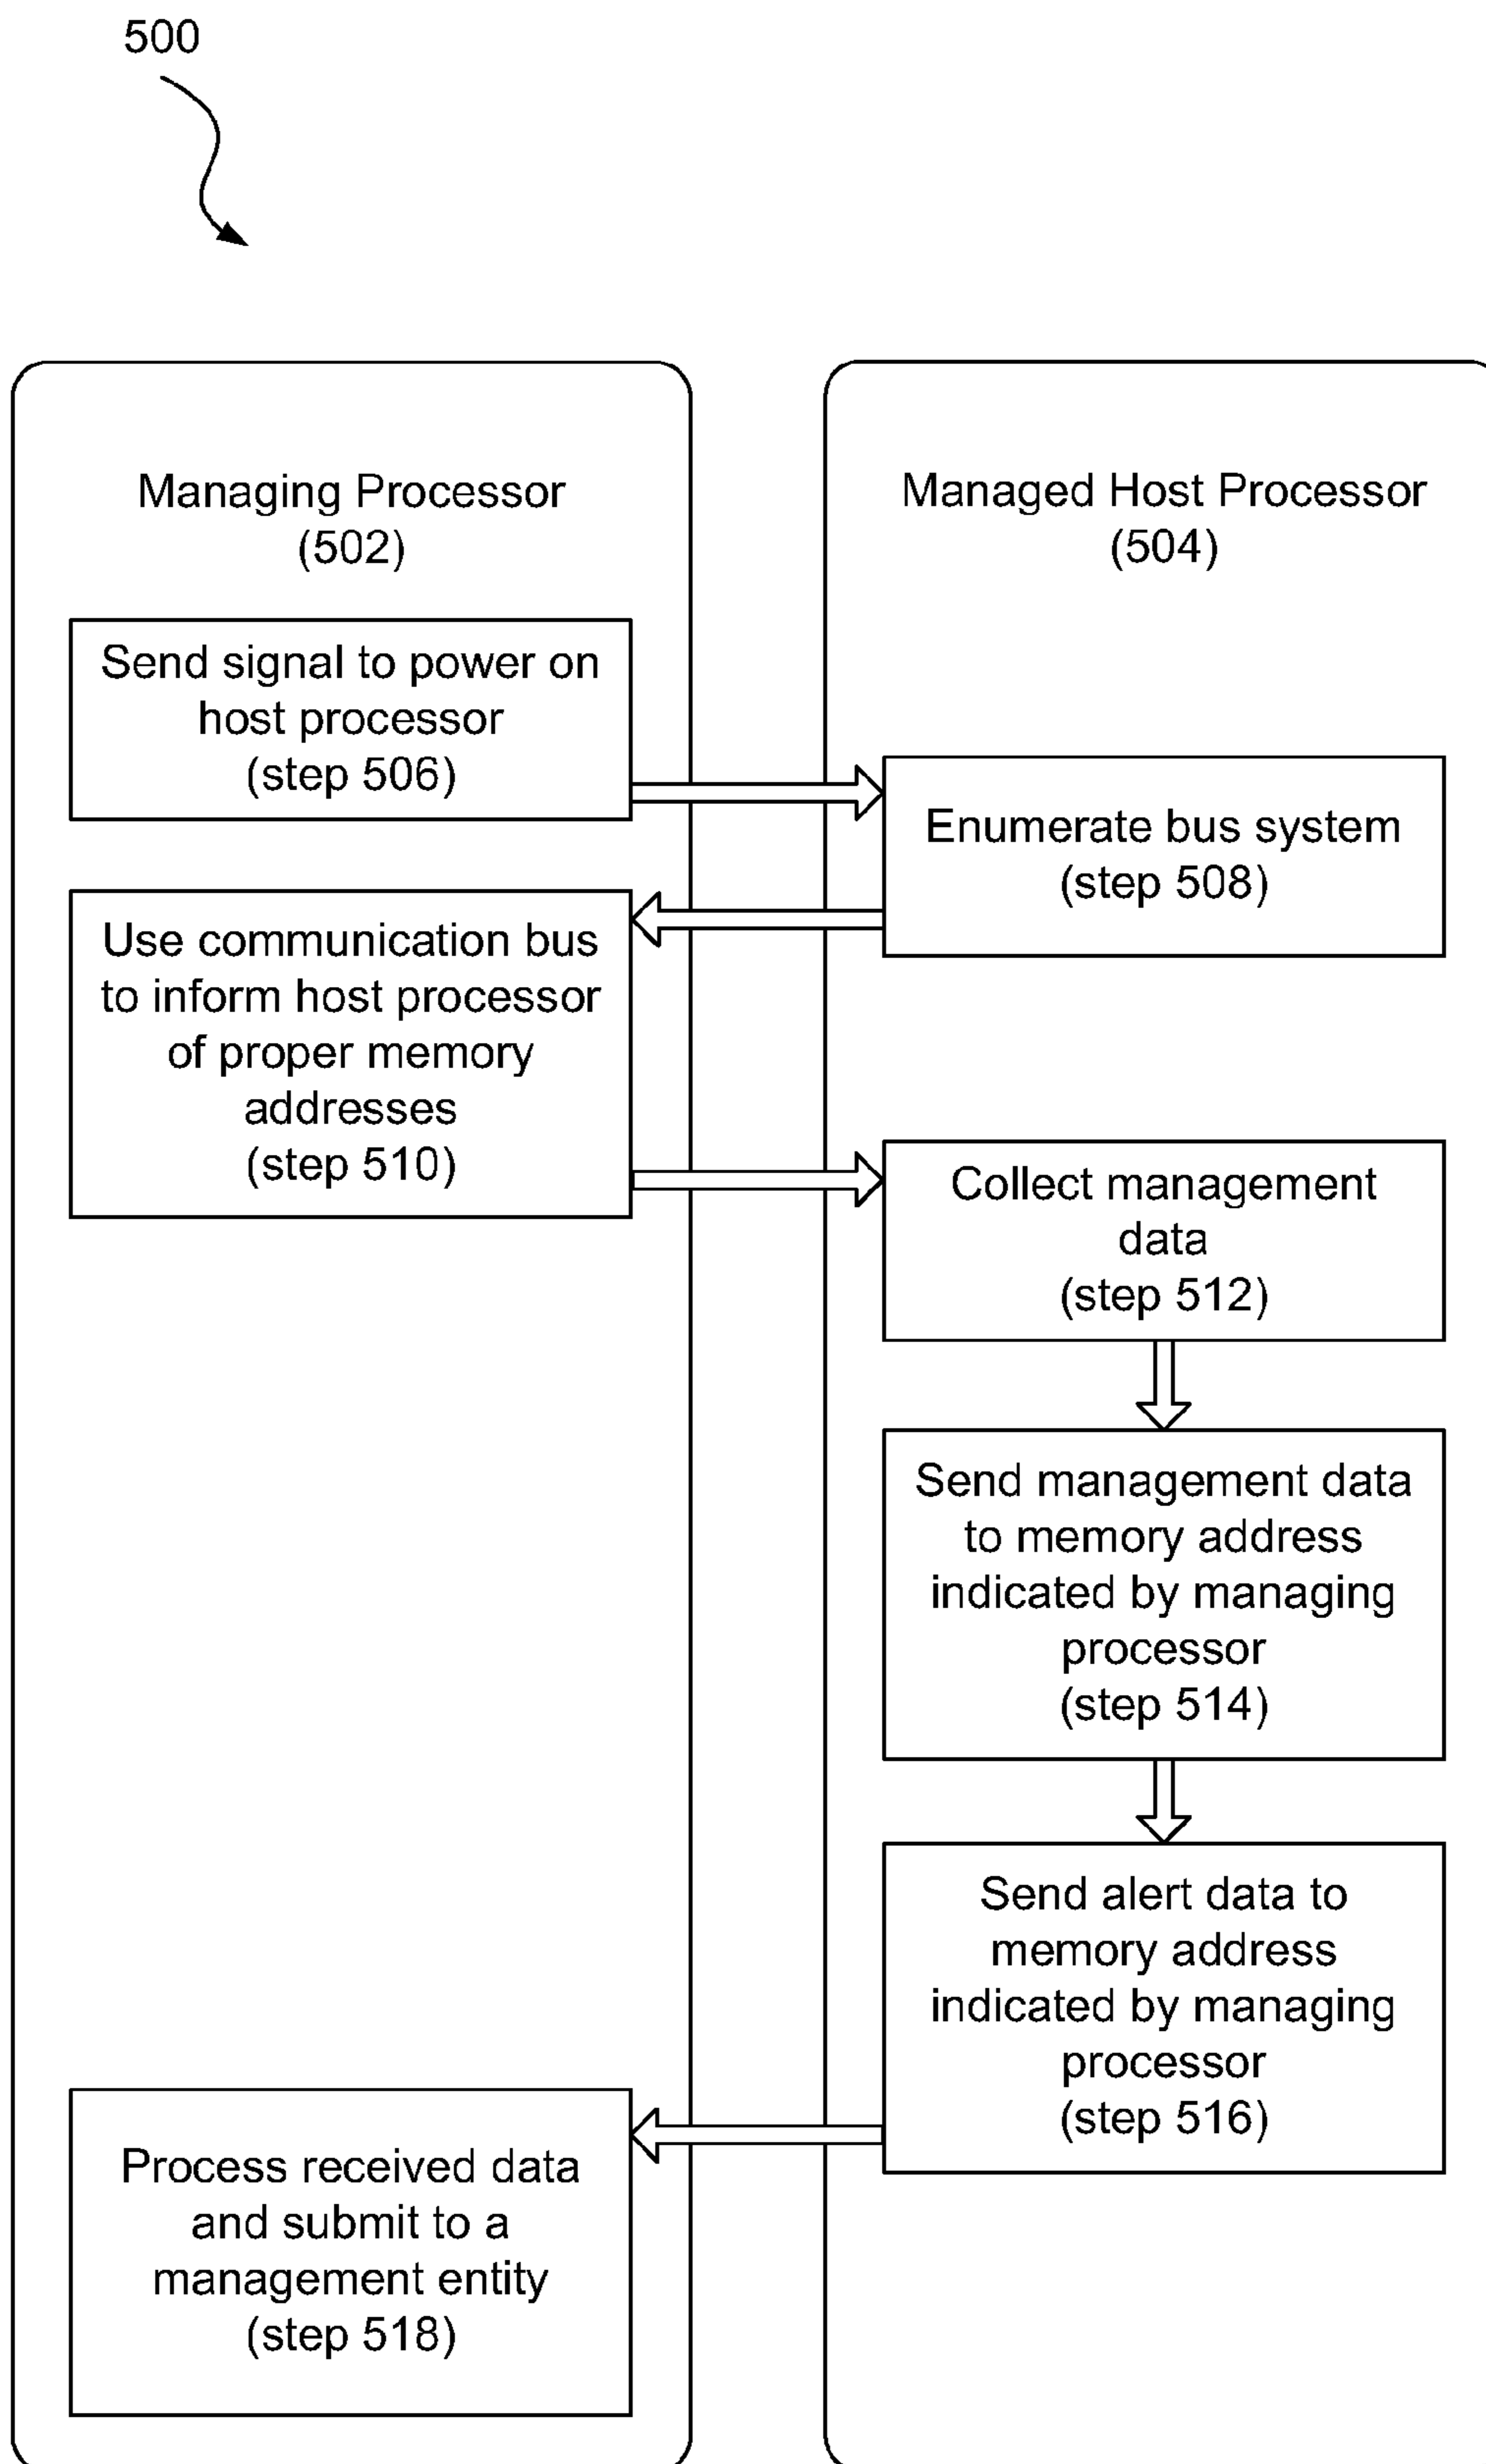 500
Managing Processor
(502)
Managed Host Processor
(504)
Send signal to power on
host processor
(step 506)
Enumerate bus system
(step 508)
Use communication bus
to inform host processor
of proper memory
addresses
(step 510)
Collect management
data
(step 512)
Send management data
to memory address
indicated by managing
processor
(step 514)
Send alert data to
memory address
indicated by managing
processor
(step 516)
Process received data
and submit to a
management entity
(step 518)